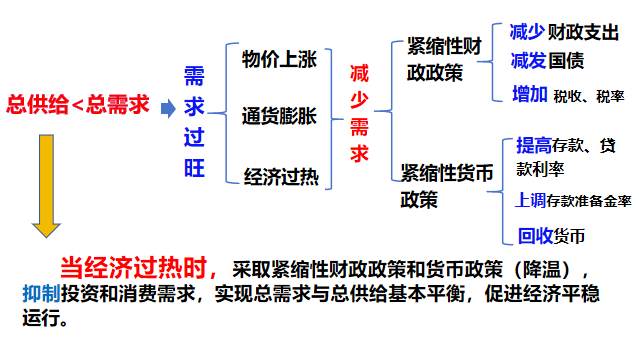 总供给<总需求
需求过旺
物价上涨
通货膨胀
经济过热
减少需求
紧缩性财
政政策
减少财政支出
减发国债
增加 税收、税率
紧缩性货币
政策
提高存款、贷
款利率
上调存款准备金率
回收货币
当经济过热时，采取紧缩性财政政策和货币政策（降温），
抑制投资和消费需求，实现总需求与总供给基本平衡，促进经济平稳
运行。